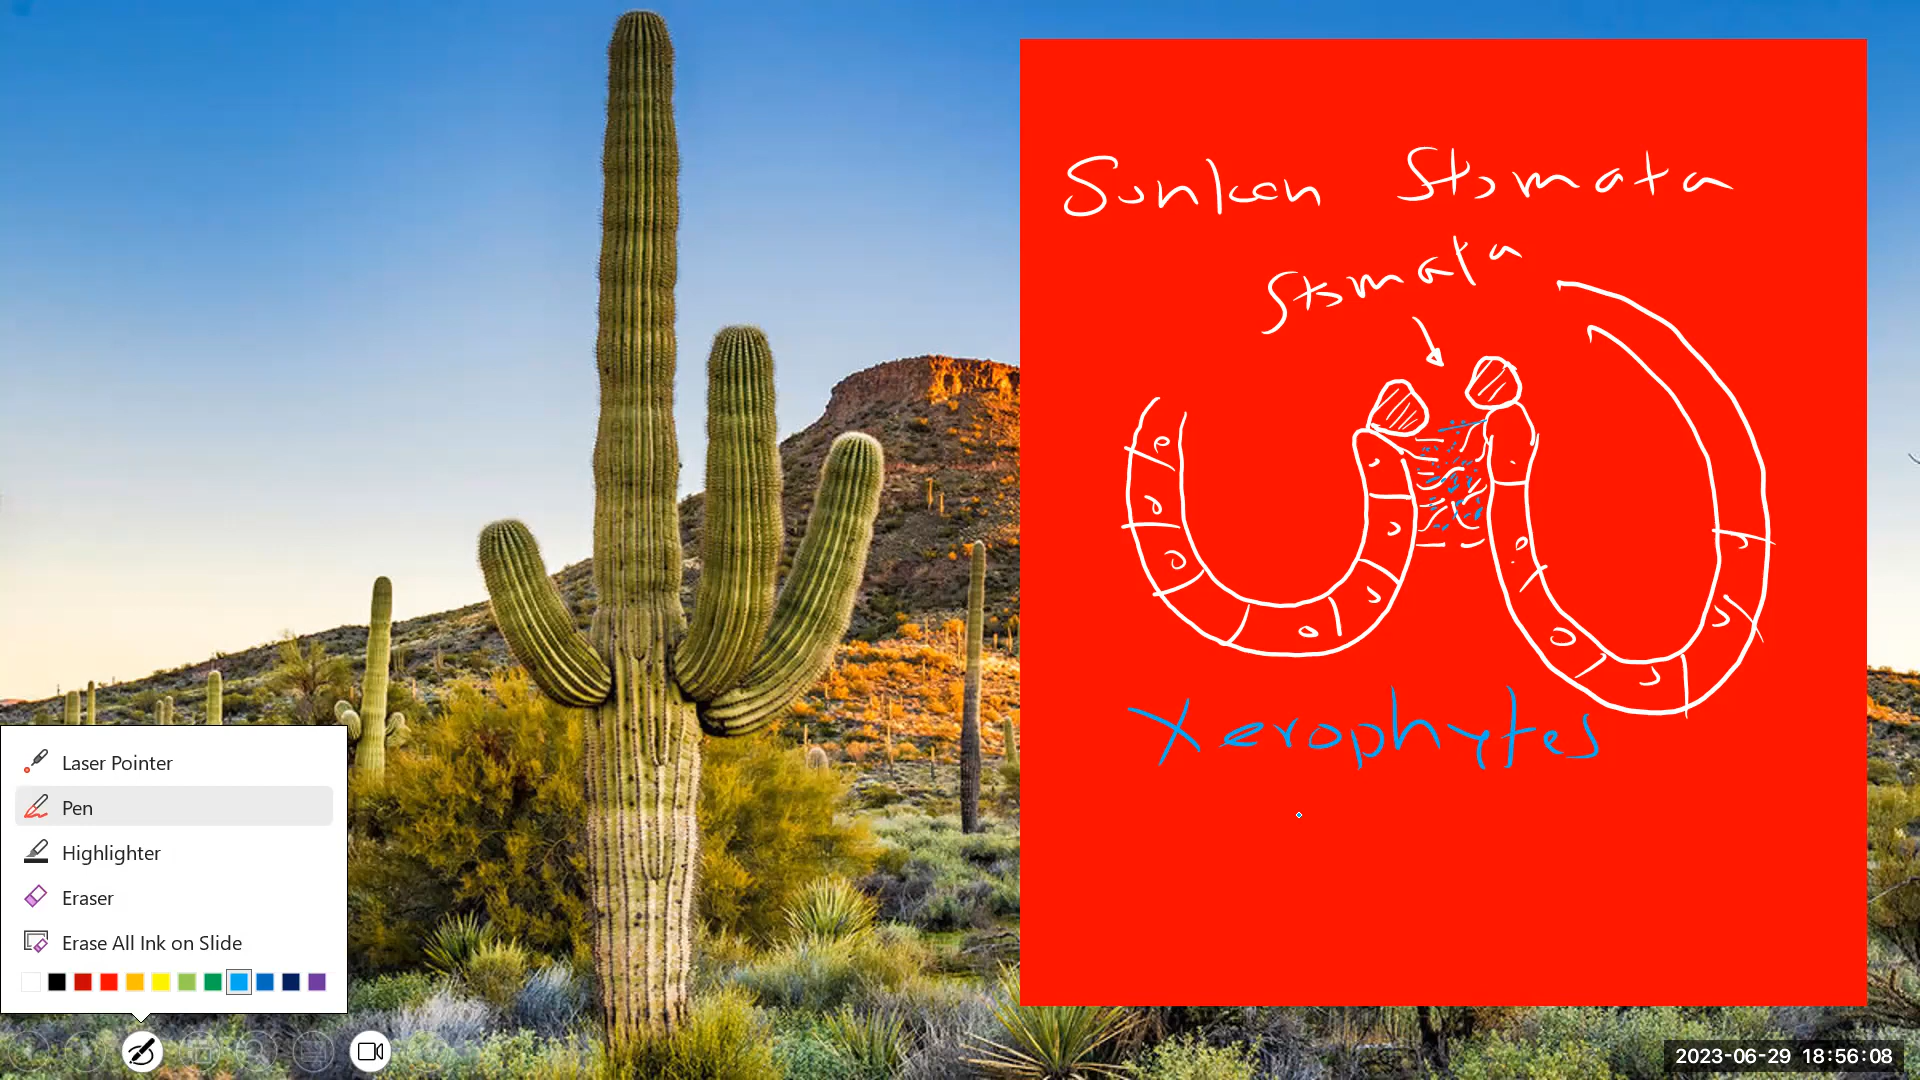 Sunken Stomata
Stomata
Xerophytes
Laser Pointer
Pen
Highlighter
Eraser
Erase All Ink on Slide
2023-06-29 18:56:08